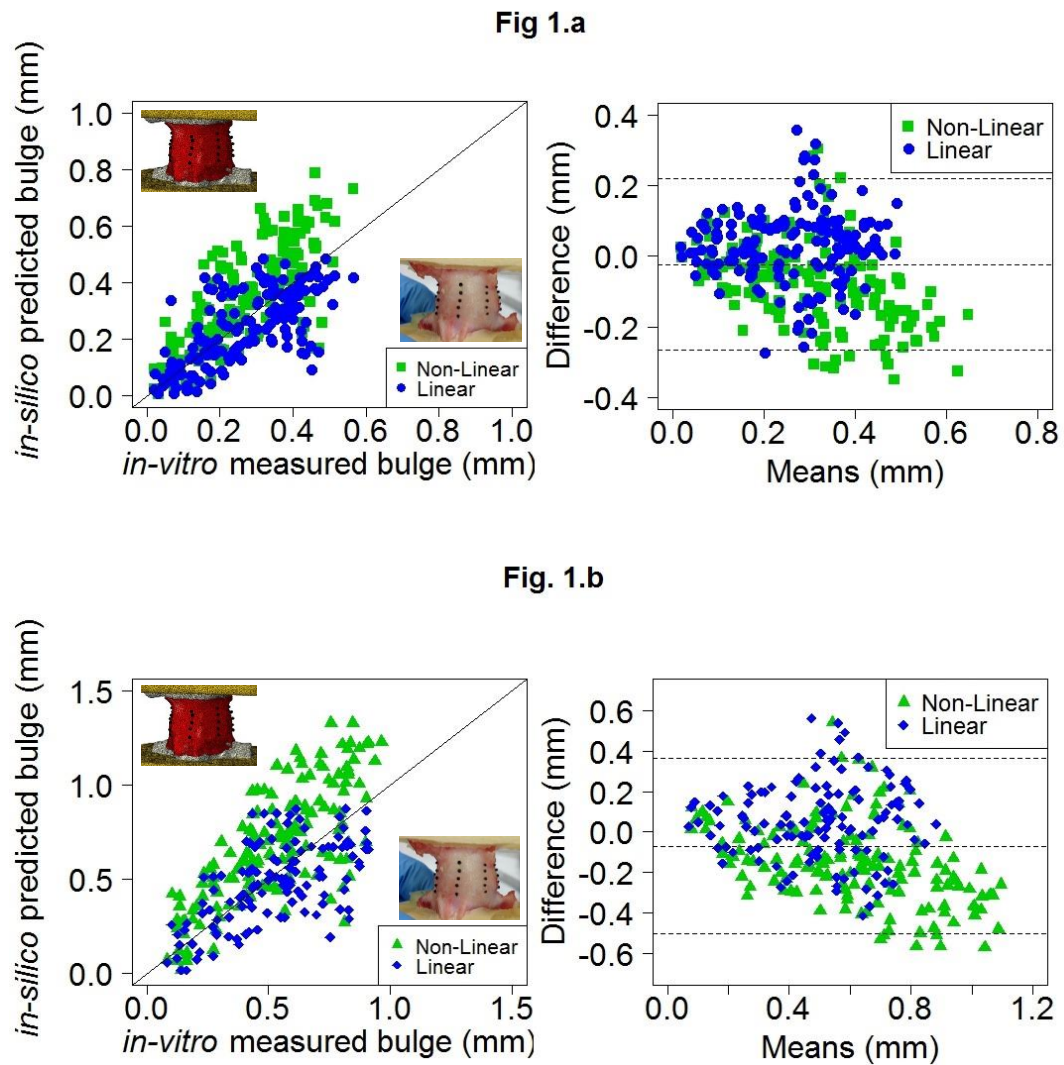 Fig 1.a
in-silico predicted bulge (mm)
1.0
0.8
0.6
0.4
0.2
0.0
Non-Linear
Linear
0.0 0.2 0.4 0.6 0.8 1.0
in-vitro measured bulge (mm)
Difference (mm)
0.4
0.2
0.0
-0.2
-0.4
Non-Linear
Linear
0.0 0.2 0.4 0.6 0.8
Means (mm)
Fig. 1.b
in-silico predicted bulge (mm)
1.5
1.0
0.5
0.0
Non-Linear
Linear
0.0 0.5 1.0 1.5
in-vitro measured bulge (mm)
Difference (mm)
0.6
0.4
0.2
0.0
-0.2
-0.4
-0.6
Non-Linear
Linear
0.0 0.4 0.8 1.2
Means (mm)